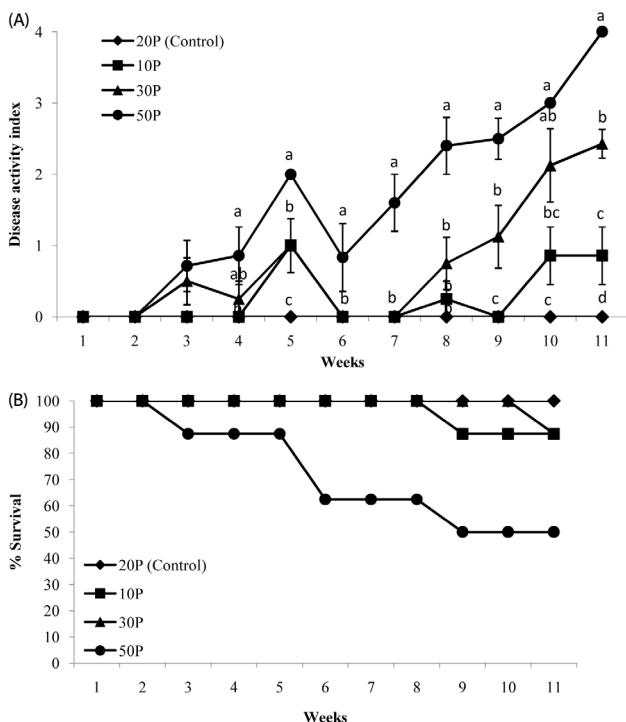 (A)
20P (Control)
10P
30P
50P
Disease activity index
4
3
2
1
0
a
a
a
a
a
a
a
a
ab
b
b
b
b
ab
b
bc
c
c
b
b
b
b
c
c
d
1 2 3 4 5 6 7 8 9 10 11
Weeks
(B)
% Survival
100
90
80
70
60
50
40
30
20
10
0
20P (Control)
10P
30P
50P
1 2 3 4 5 6 7 8 9 10 11
Weeks